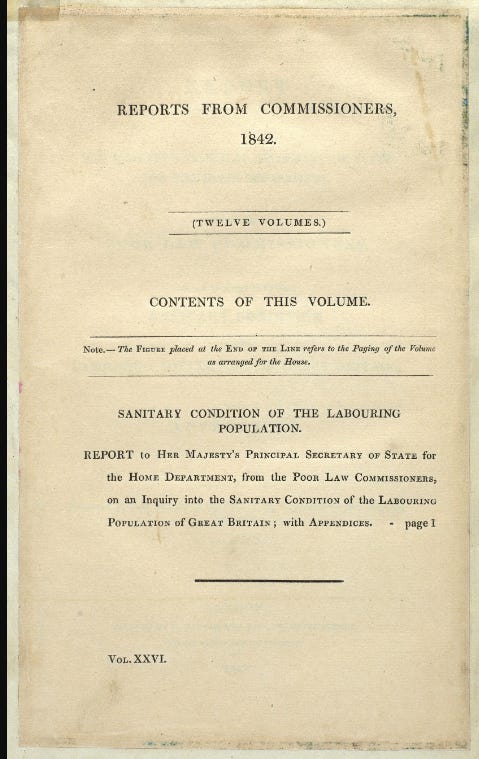 REPORTS FROM COMMISSIONERS,
1842.
(TWELVE VOLUMES.)
CONTENTS OF THIS VOLUME.
Note.—The FIGURE placed at the END OF THE LINE refers to the Paging of the Volume
as arranged for the House.
SANITARY CONDITION OF THE LABOURING
POPULATION.
REPORT to HER MAJESTY'S PRINCIPAL SECRETARY OF STATE for
the HOME DEPARTMENT, from the POOR LAW COMMISSIONERS,
on an Inquiry into the SANITARY CONDITION of the LABOURING
POPULATION of GREAT BRITAIN; with APPENDICES. - page 1
VOL. XXVI.